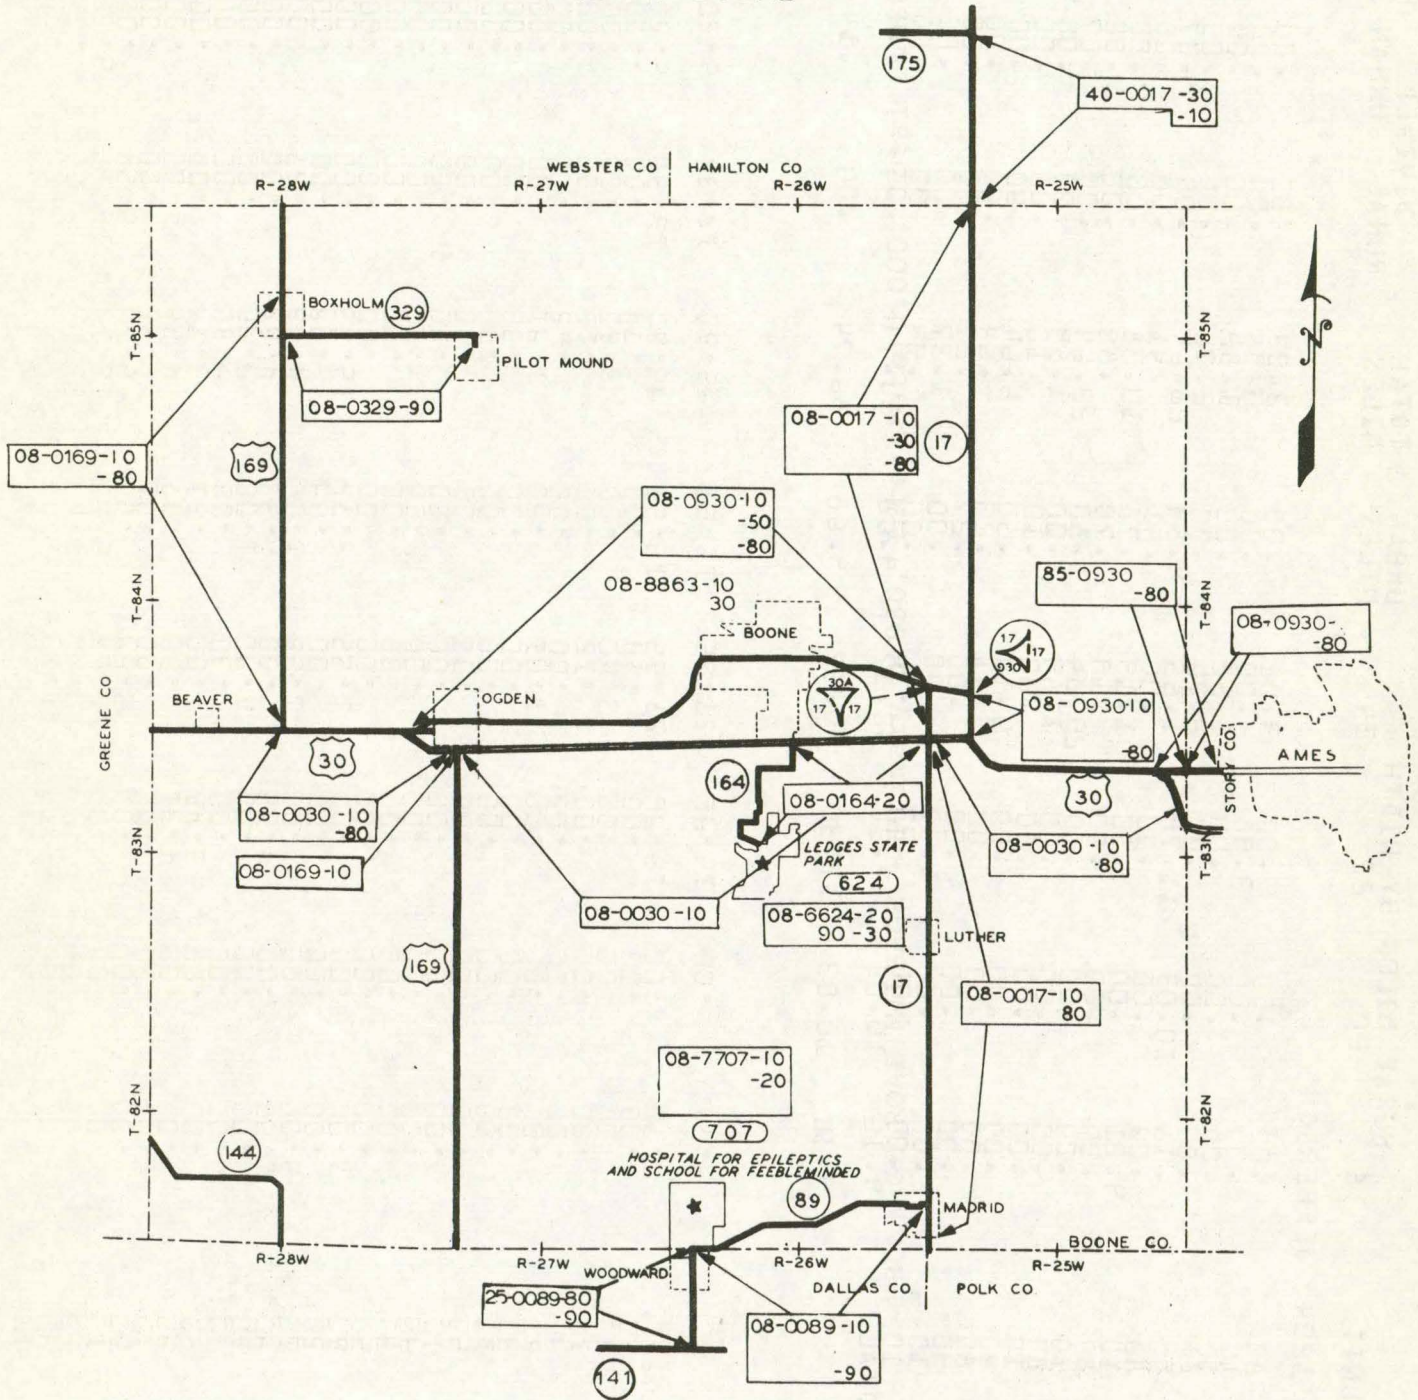 175
40-0017-30
-10
WEBSTER CO
HAMILTON CO
R-28W
R-27W
R-26W
R-25W
T-85N
BOXHOLM
329
PILOT MOUND
08-0329-90
T-85N
N
08-0169-10
-80
169
08-0017-10
-30
-80
17
08-0930-10
-50
-80
08-8863-10
30
T-84N
BOONE
85-0930
-80
T-84N
08-0930-
-80
17
17
930
30A
17
17
GREENE CO
BEAVER
OGDEN
30
08-0930-10
-80
STORY CO.
AMES
164
08-0164-20
30
08-0030-10
-80
08-0169-10
T-83N
LEDGES STATE
PARK
624
08-0030-10
80
T-83N
08-0030-10
08-6624-20
90-30
LUTHER
169
17
08-0017-10
80
08-7707-10
-20
T-82N
T-82N
144
707
HOSPITAL FOR EPILEPTICS
AND SCHOOL FOR FEEBLEMINDED
89
MADRID
BOONE CO.
R-28W
R-27W
R-26W
R-25W
WOODWARD
DALLAS CO
POLK CO
25-0089-80
-90
08-0089-10
-90
141